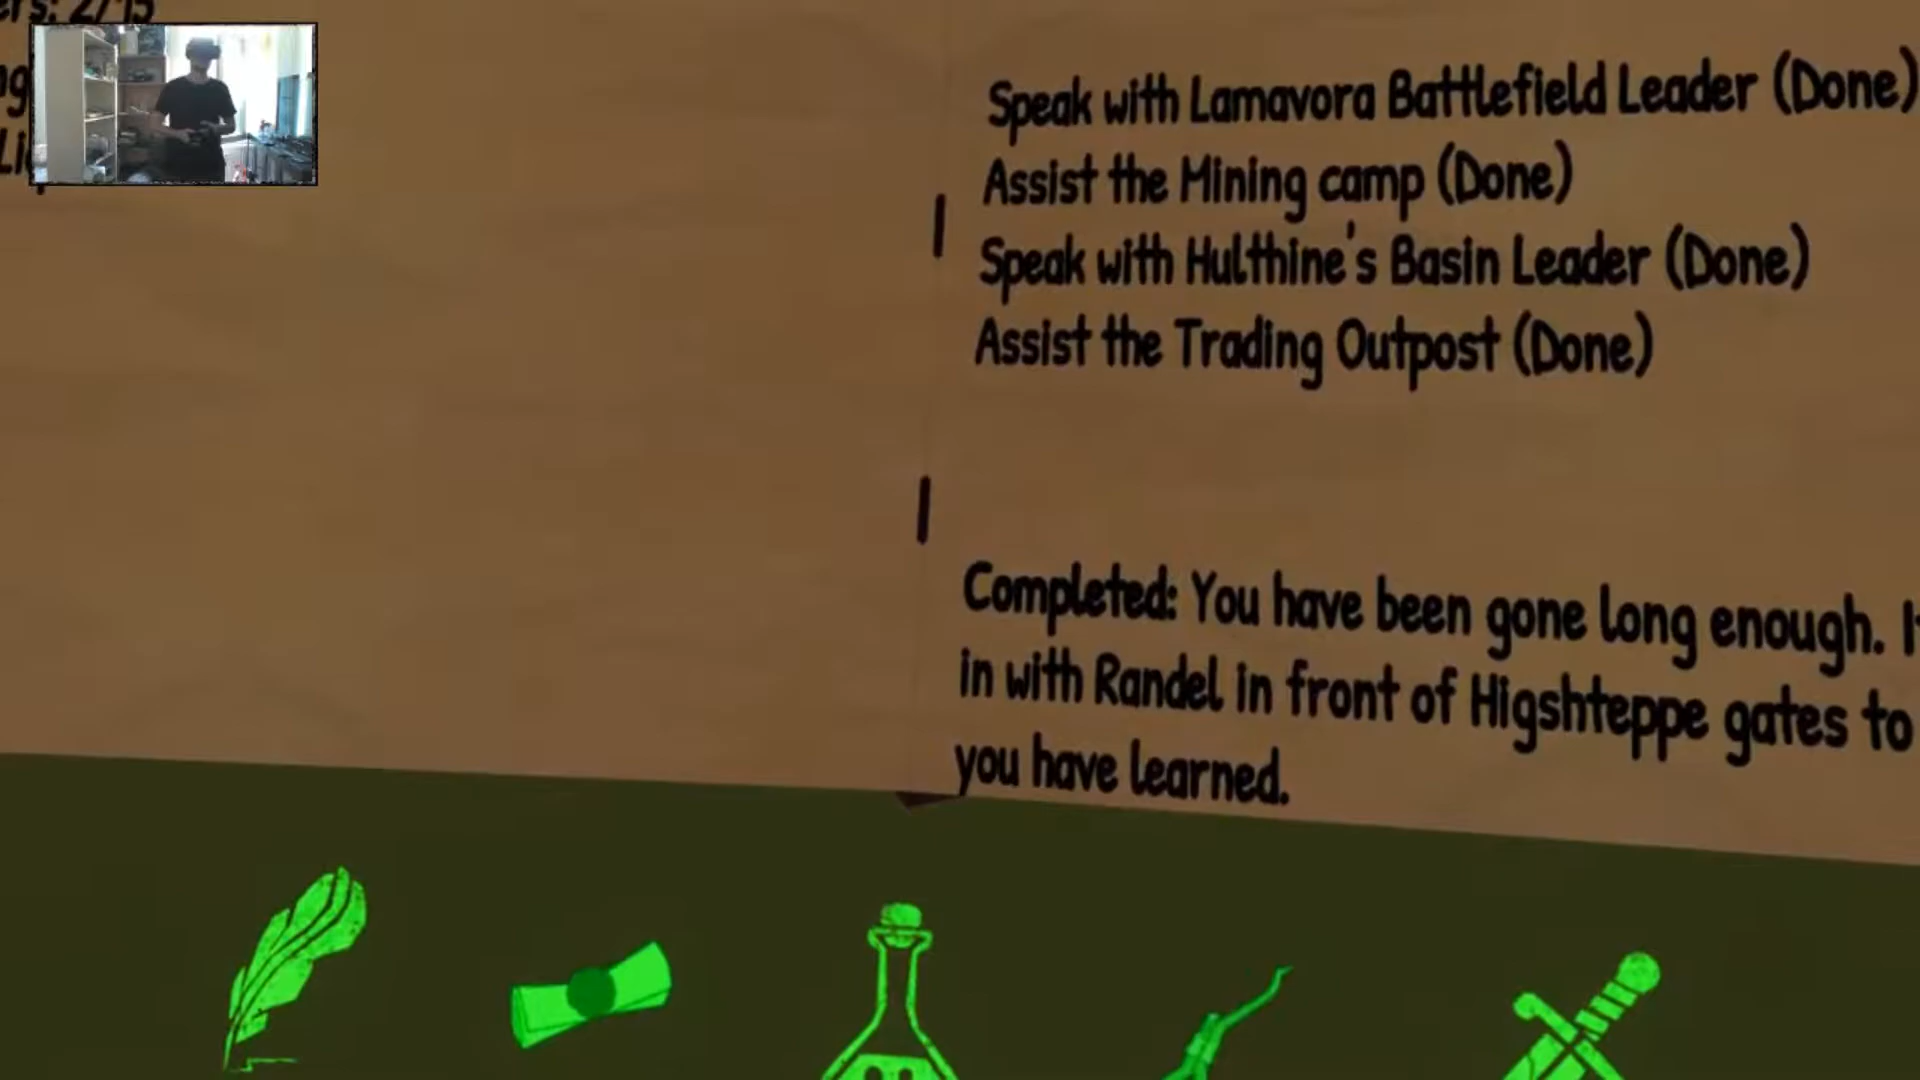 2/15
Speak with Lamavora Battlefield Leader (Done)
Assist the Mining camp (Done)
Speak with Hulthine's Basin Leader (Done)
Assist the Trading Outpost (Done)
Completed: You have been gone long enough.
in with Randel in front of Higshteppe gates to
you have learned.